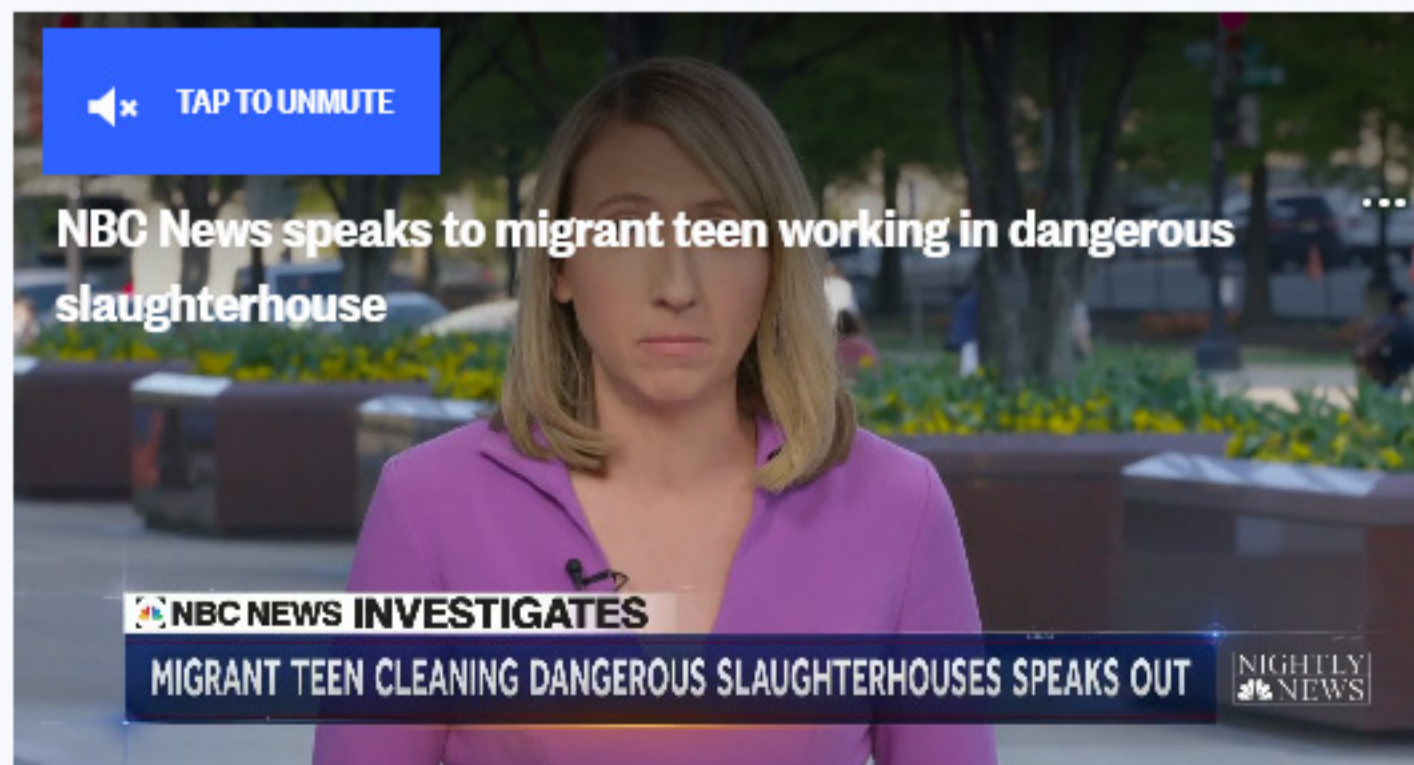 TAP TO UNMUTE
NBC News speaks to migrant teen working in dangerous
slaughterhouse
NBC NEWS INVESTIGATES
MIGRANT TEEN CLEANING DANGEROUS SLAUGHTERHOUSES SPEAKS OUT
NIGHTLY
NEWS